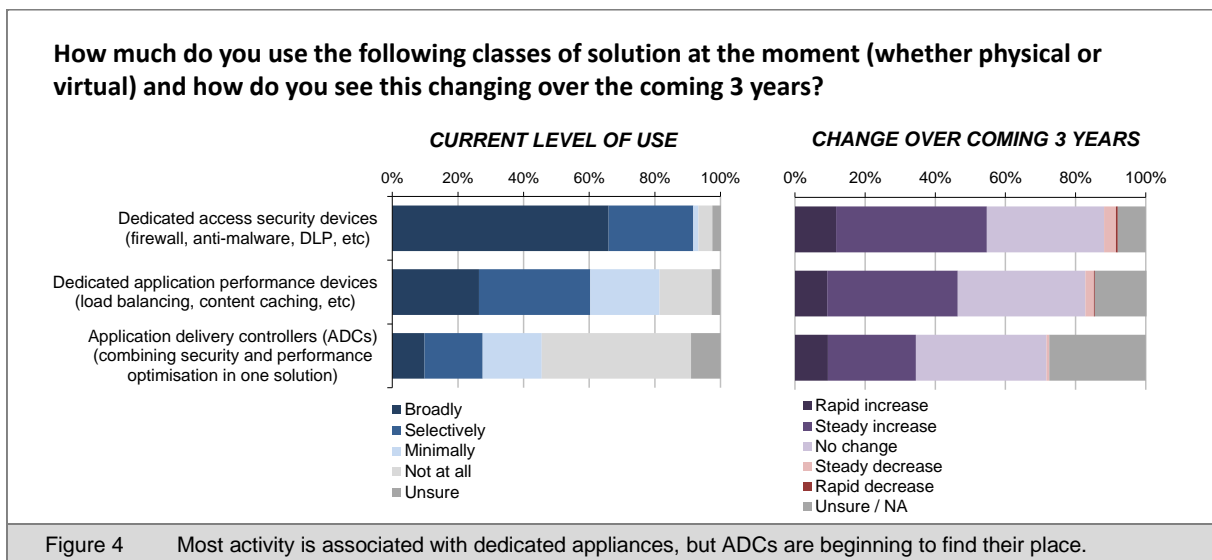 How much do you use the following classes of solution at the moment (whether physical or
virtual) and how do you see this changing over the coming 3 years?
CURRENT LEVEL OF USE
0% 20% 40% 60% 80% 100%
Dedicated access security devices
(firewall, anti-malware, DLP, etc)
Dedicated application performance devices
(load balancing, content caching, etc)
Application delivery controllers (ADCs)
(combining security and performance
optimisation in one solution)
Broadly
Selectively
Minimally
Not at all
Unsure
CHANGE OVER COMING 3 YEARS
0% 20% 40% 60% 80% 100%
Rapid increase
Steady increase
No change
Steady decrease
Rapid decrease
Unsure / NA
Figure 4 Most activity is associated with dedicated appliances, but ADCs are beginning to find their place.